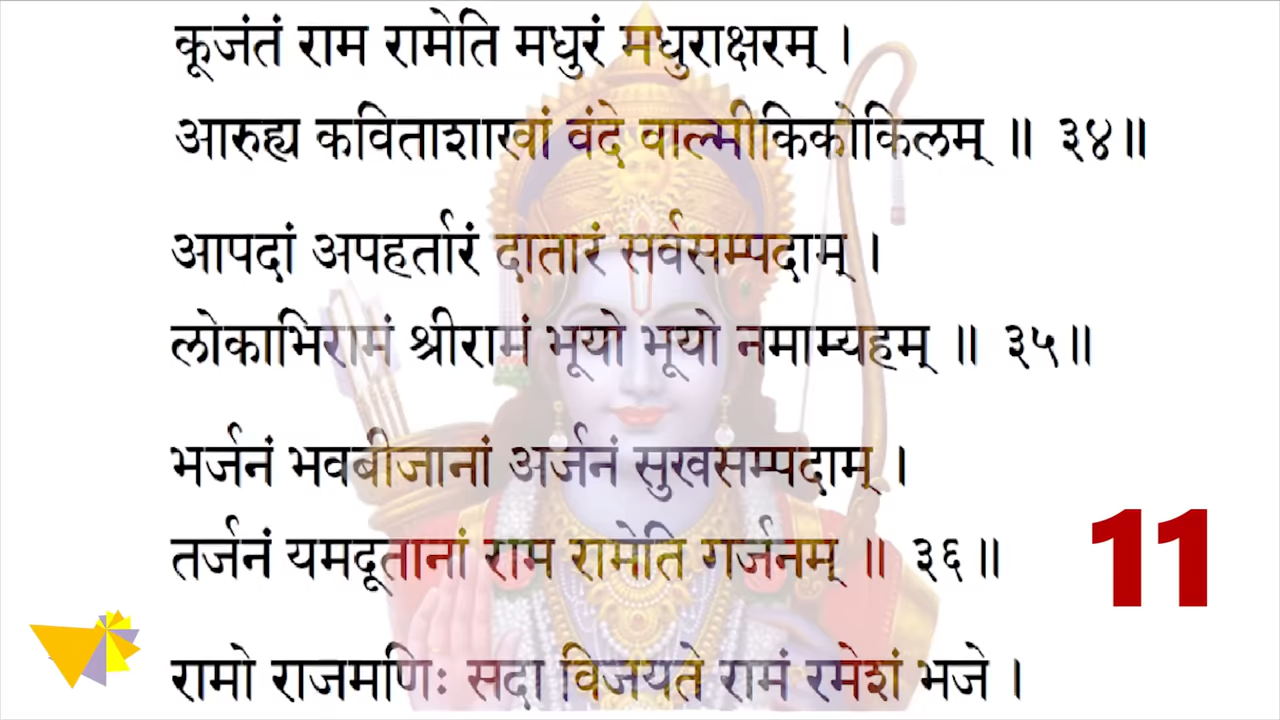 कूजंतं राम रामेति मधुरं मधुराक्षरम् ।
आरुह्य कविताशाखां वंदे वाल्मीकिकोकिलम् ॥ ३४॥
आपदां अपहर्तारं दातारं सर्वसम्पदाम् ।
लोकाभिरामं श्रीरामं भूयो भूयो नमाम्यहम् ॥ ३५॥
भर्जनं भवबीजानां अर्जनं सुखसम्पदाम् ।
तर्जनं यमदूतानां राम रामेति गर्जनम् ॥ ३६॥
11
रामो राजमणिः सदा विजयते रामं रमेशं भजे ।